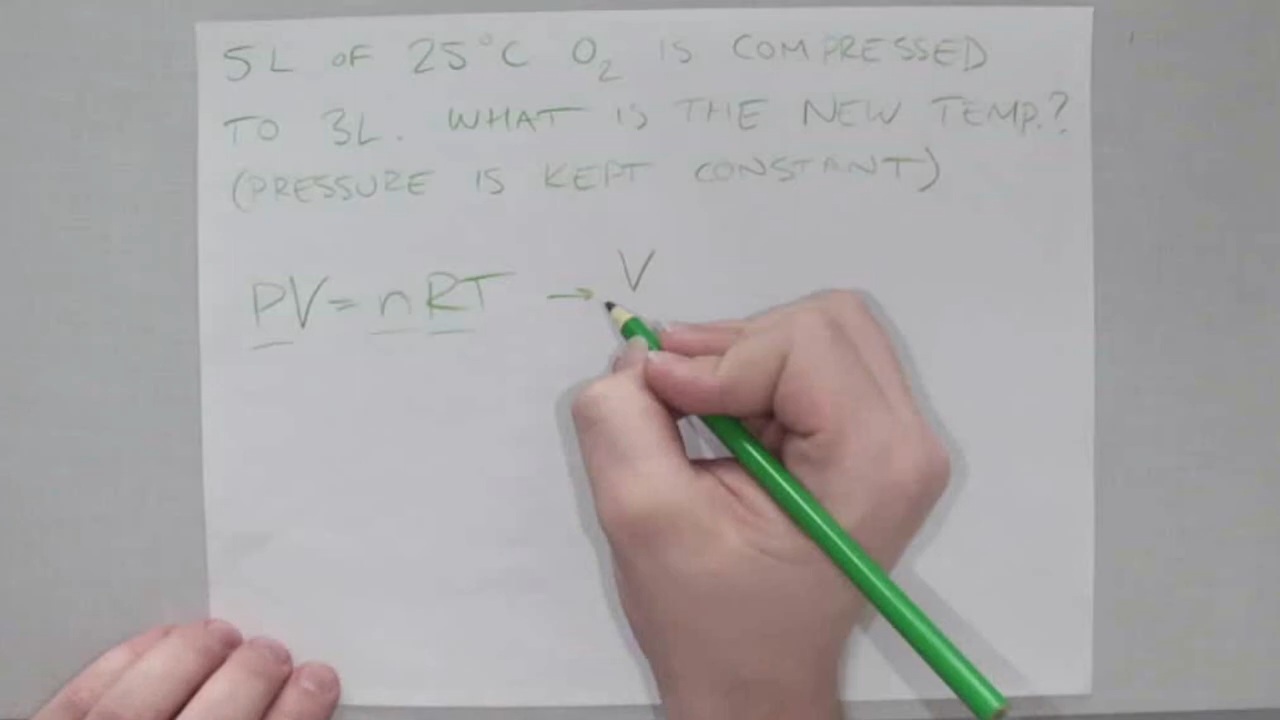 5L OF 25°C O₂ IS COMPRESSED
TO 3L. WHAT IS THE NEW TEMP.?
(PRESSURE IS KEPT CONSTANT)
PV = nRT → V